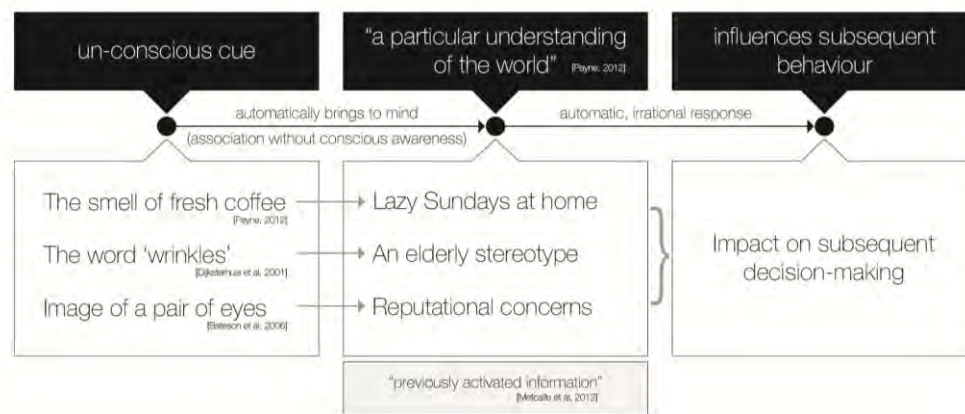 un-conscious cue
"a particular understanding
of the world" [Payne, 2012]
influences subsequent
behaviour
automatically brings to mind
(association without conscious awareness)
automatic, irrational response
The smell of fresh coffee
[Payne, 2012]
The word 'wrinkles'
[Dijksterhuis et al, 2001]
Image of a pair of eyes
[Bateson et al, 2006]
Lazy Sundays at home
An elderly stereotype
Reputational concerns
Impact on subsequent
decision-making
"previously activated information"
[Metcalfe et al, 2012]